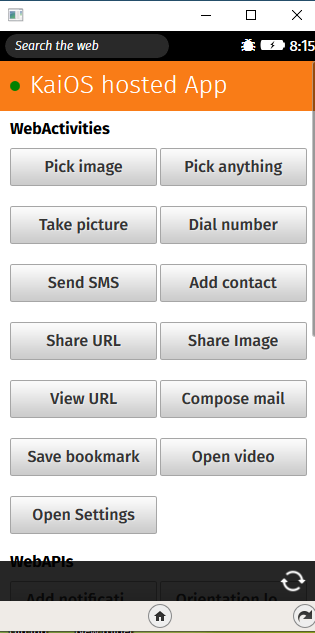 Search the web
8:15
KaiOS hosted App
WebActivities
Pick image Pick anything
Take picture Dial number
Send SMS Add contact
Share URL Share Image
View URL Compose mail
Save bookmark Open video
Open Settings
WebAPIs
Add notificati... Orientation lo...